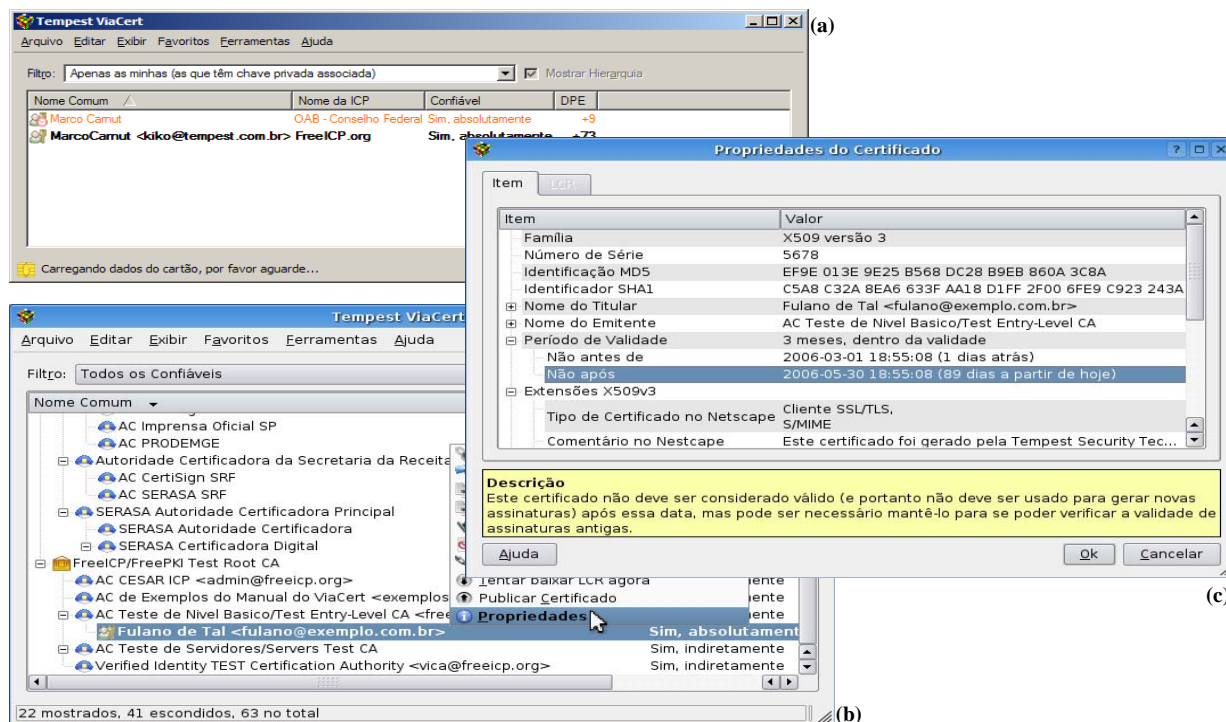 Tempest ViaCert
(a)
Arquivo Editar Exibir Favoritos Ferramentas Ajuda
Filtro: Apenas as minhas (as que têm chave privada associada) Mostrar Hierarquia
Nome Comum Nome da ICP Confiável DPE
Marco Carnut OAB - Conselho Federal Sim, absolutamente +9
MarcoCarnut <kiko@tempest.com.br> FreeICP.org Sim, absolutamente +73
Carregando dados do cartão, por favor aguarde...
Propriedades do Certificado
Item LCR
Item Valor
Família X509 versão 3
Número de Série 5678
Identificação MD5 EF9E 013E 9E25 B568 DC28 B9EB 860A 3C8A
Identificador SHA1 C5A8 C32A 8EA6 633F AA18 D1FF 2F00 6FE9 C923 243A
Nome do Titular Fulano de Tal <fulano@exemplo.com.br>
Nome do Emitente AC Teste de Nivel Basico/Test Entry-Level CA
Período de Validade 3 meses, dentro da validade
Não antes de 2006-03-01 18:55:08 (1 dias atrás)
Não após 2006-05-30 18:55:08 (89 dias a partir de hoje)
Extensões X509v3
Tipo de Certificado no Netscape Cliente SSL/TLS,
S/MIME
Comentário no Nestcape Este certificado foi gerado pela Tempest Security Tec...
Descrição
Este certificado não deve ser considerado válido (e portanto não deve ser usado para gerar novas
assinaturas) após essa data, mas pode ser necessário mantê-lo para se poder verificar a validade de
assinaturas antigas.
Ajuda Ok Cancelar
(c)
Tempest ViaCert
Arquivo Editar Exibir Favoritos Ferramentas Ajuda
Filtro: Todos os Confiáveis
Nome Comum
AC Imprensa Oficial SP
AC PRODEMGE
Autoridade Certificadora da Secretaria da Receita
AC CertiSign SRF
AC SERASA SRF
SERASA Autoridade Certificadora Principal
SERASA Autoridade Certificadora
SERASA Certificadora Digital
FreeICP/FreePKI Test Root CA
AC CESAR ICP <admin@freeicp.org>
AC de Exemplos do Manual do ViaCert <exemplos
AC Teste de Nivel Basico/Test Entry-Level CA <free
Fulano de Tal <fulano@exemplo.com.br> Sim, absolutament
AC Teste de Servidores/Servers Test CA Sim, indiretamente
Verified Identity TEST Certification Authority <vica@freeicp.org> Sim, indiretamente
Tentar baixar LCR agora
Publicar Certificado
Propriedades
22 mostrados, 41 escondidos, 63 no total
(b)